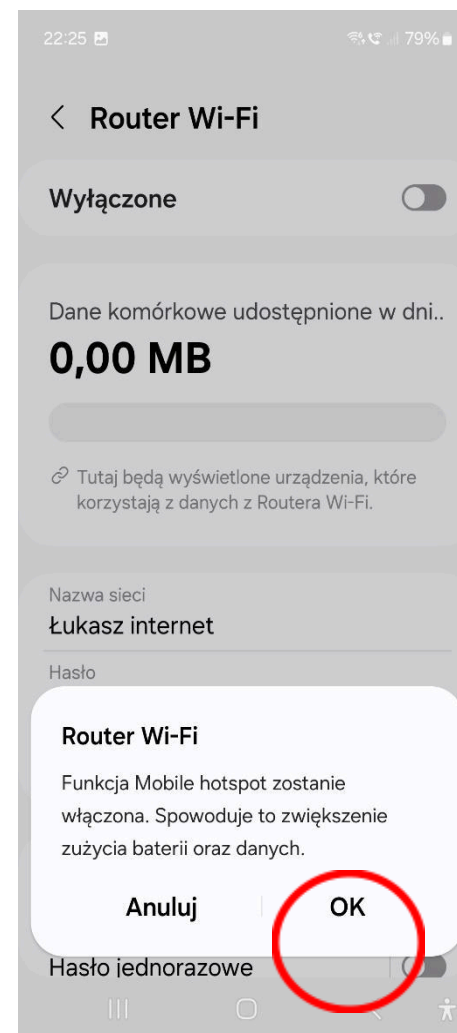 22:25 79%
Router Wi-Fi
Wyłączone
Dane komórkowe udostępnione w dni..
0,00 MB
Tutaj będą wyświetlone urządzenia, które
korzystają z danych z Routera Wi-Fi.
Nazwa sieci
Łukasz internet
Hasło
Router Wi-Fi
Funkcja Mobile hotspot zostanie
włączona. Spowoduje to zwiększenie
zużycia baterii oraz danych.
Anuluj OK
Hasło jednorazowe